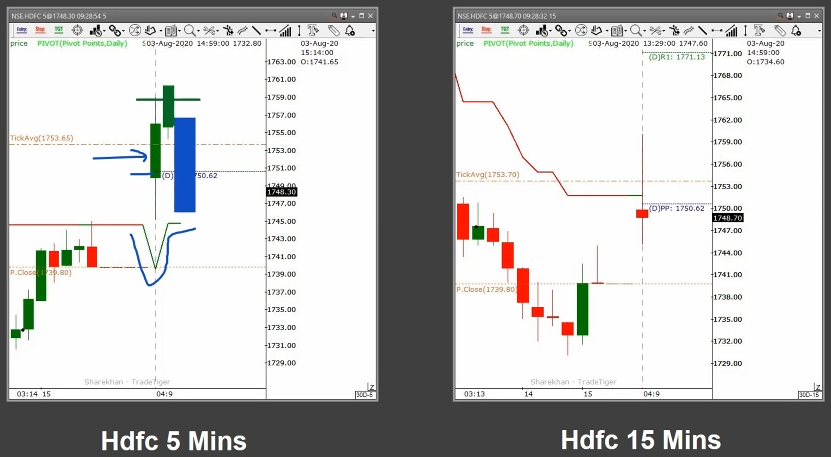 NSE.HDFC 5@1748.30 09:28:54 5
price PIVOT(Pivot Points,Daily) 03-Aug-2020 14:59:00 1732.80
03-Aug-20
15:14:00
O:1741.65
1763.00
1761.00
1759.00
1757.00
1755.00
TickAvg(1753.65)
1753.00
1751.00
(D) 1750.62
1749.00
1748.30
1747.00
1745.00
1743.00
1741.00
P.Close(1739.80)
1739.00
1737.00
1735.00
1733.00
1731.00
1729.00
Sharekhan - TradeTiger
03:14 15 04:9
30D-5
Hdfc 5 Mins
NSE.HDFC 5@1748.70 09:28:32 15
price PIVOT(Pivot Points,Daily) 03-Aug-2020 13:29:00 1747.60
03-Aug-20
14:59:00
O:1734.60
1771.00
(D)R1: 1771.13
1768.00
1765.00
1762.00
1759.00
1756.00
TickAvg(1753.70)
1753.00
(D)PP: 1750.62
1750.00
1748.70
1747.00
1744.00
1741.00
P.Close(1739.80)
1738.00
1735.00
1732.00
1729.00
Sharekhan - TradeTiger
03:13 14 15 04:9
30D-15
Hdfc 15 Mins